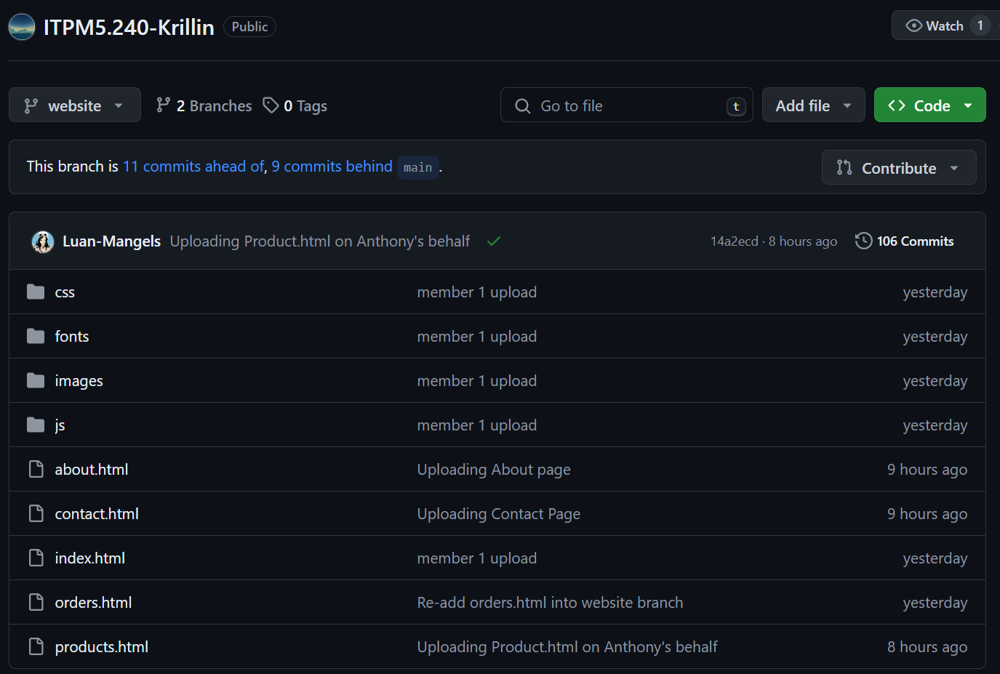 ITPM5.240-Krillin Public Watch 1
website 2 Branches 0 Tags Go to file t Add file Code
This branch is 11 commits ahead of, 9 commits behind main . Contribute
Luan-Mangels Uploading Product.html on Anthony's behalf 14a2ecd · 8 hours ago 106 Commits
css member 1 upload yesterday
fonts member 1 upload yesterday
images member 1 upload yesterday
js member 1 upload yesterday
about.html Uploading About page 9 hours ago
contact.html Uploading Contact Page 9 hours ago
index.html member 1 upload yesterday
orders.html Re-add orders.html into website branch yesterday
products.html Uploading Product.html on Anthony's behalf 8 hours ago